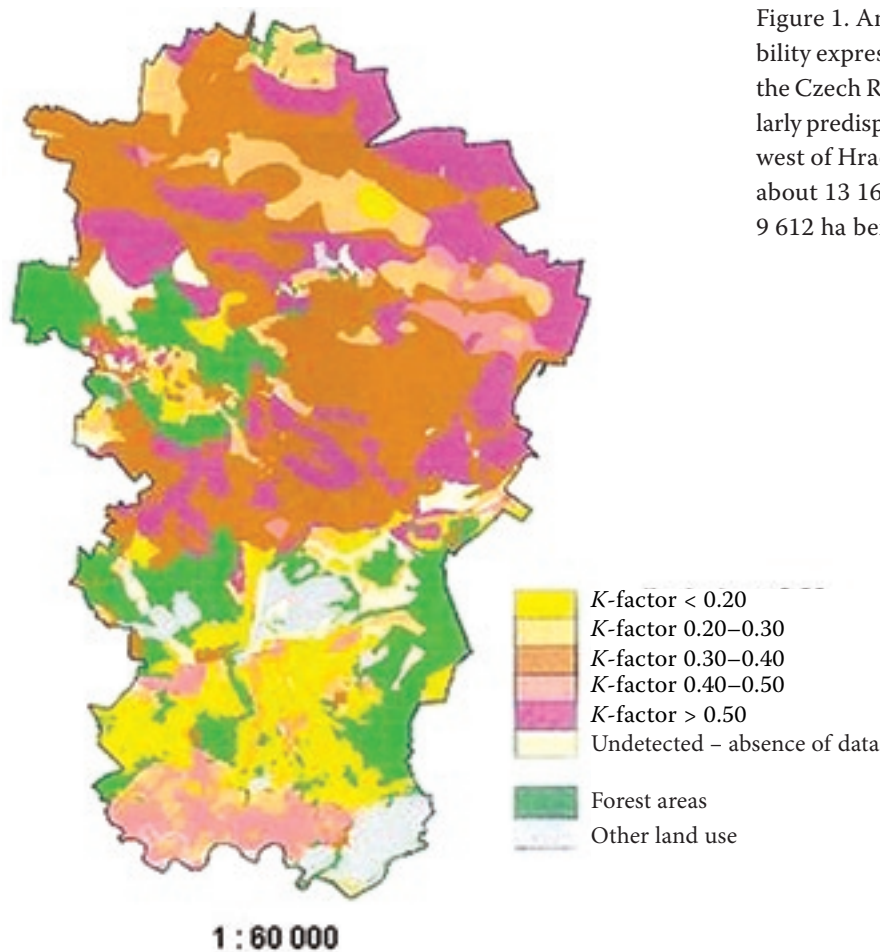 Figure 1. Ar
bility expres
the Czech R
larly predisp
west of Hra
about 13 16
9 612 ha be
K-factor < 0.20
K-factor 0.20–0.30
K-factor 0.30–0.40
K-factor 0.40–0.50
K-factor > 0.50
Undetected – absence of data
Forest areas
Other land use
1 : 60 000